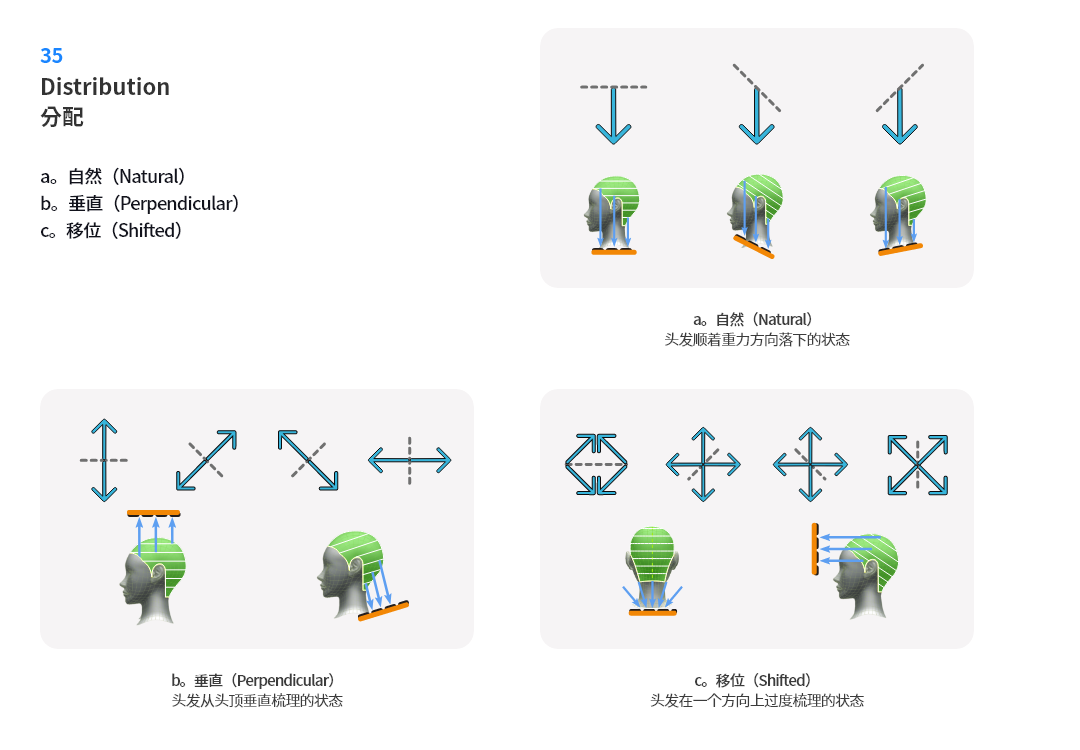 35
Distribution
分配
a。自然（Natural）
b。垂直（Perpendicular）
c。移位（Shifted）
a。自然（Natural）
头发顺着重力方向落下的状态
b。垂直（Perpendicular）
头发从头顶垂直梳理的状态
c。移位（Shifted）
头发在一个方向上过度梳理的状态